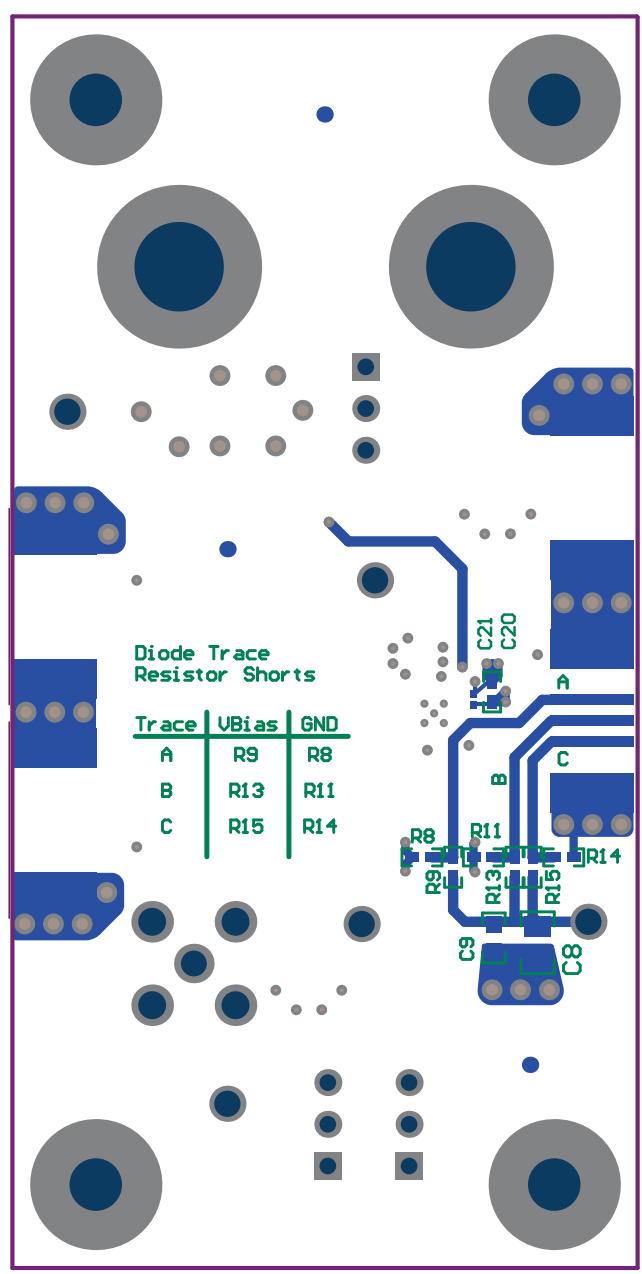 C21
C20
Diode Trace
Resistor Shorts
A
Trace VBias GND
A R9 R8
C
B
B R13 R11
C R15 R14
R8
R11
R14
R9
R13
R15
C9
C8